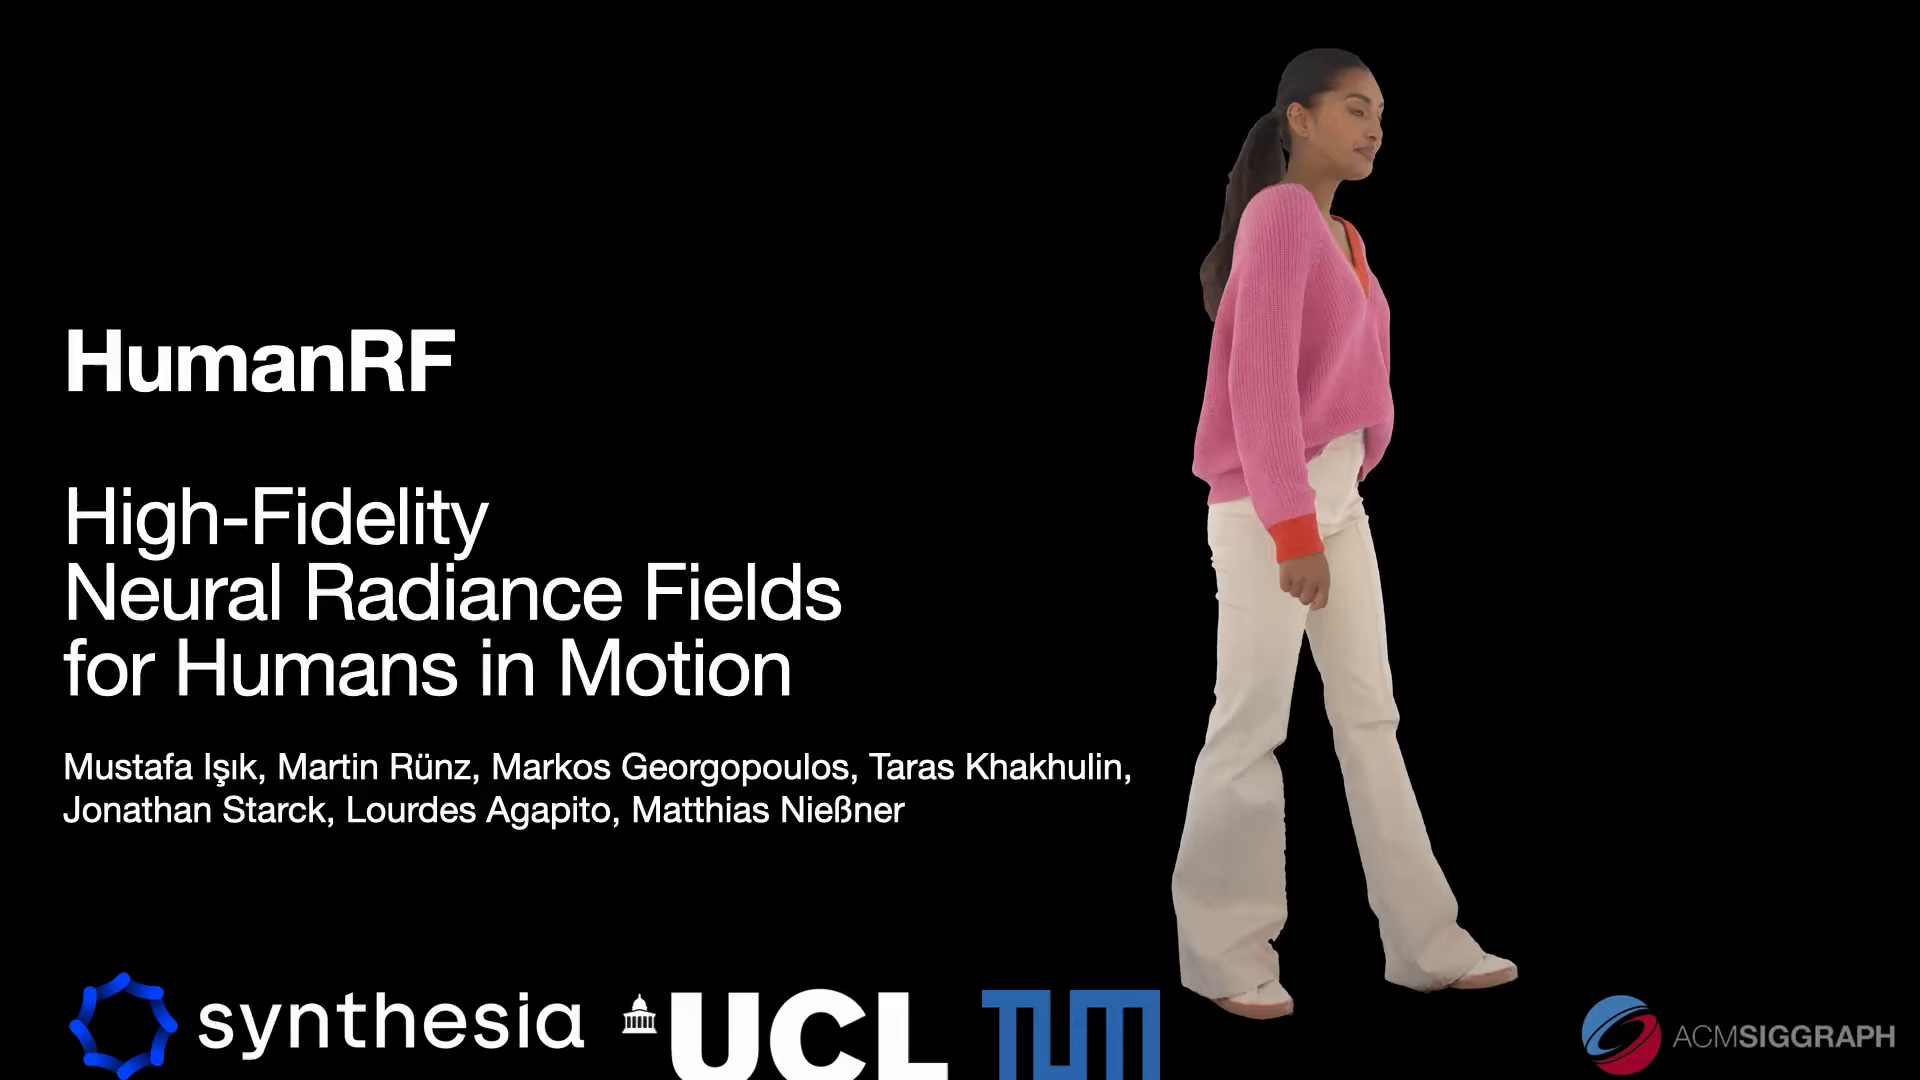 HumanRF
High-Fidelity
Neural Radiance Fields
for Humans in Motion
Mustafa Işık, Martin Rünz, Markos Georgopoulos, Taras Khakhulin,
Jonathan Starck, Lourdes Agapito, Matthias Nießner
synthesia
UCL
TUM
ACMSIGGRAPH